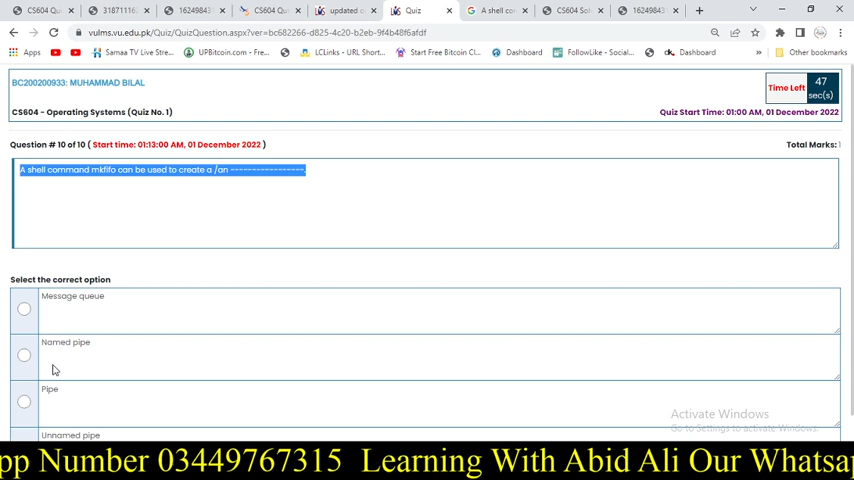 CS604 Qu
318711116
162498431
CS604 Qu
updated o
Quiz
A shell com
CS604 Sol
162498431
vulms.vu.edu.pk/Quiz/QuizQuestion.aspx?ver=bc682266-d825-4c20-b2eb-9f4b48f6afdf
Apps
Samaa TV Live Stre...
UPBitcoin - Free...
LCLinks - URL Short...
Start Free Bitcoin Cl...
Dashboard
FollowLike - Social...
Dashboard
Other bookmarks
BC200200933: MUHAMMAD BILAL
Time Left
47
sec(s)
CS604 - Operating Systems (Quiz No. 1)
Quiz Start Time: 01:00 AM, 01 December 2022
Question # 10 of 10 ( Start time: 01:13:00 AM, 01 December 2022 )
Total Marks: 1
A shell command mkfifo can be used to create a /an -----------------.
Select the correct option
Message queue
Named pipe
Pipe
Unnamed pipe
Activate Windows
Go to Settings to activate Windows.
pp Number 03449767315 Learning With Abid Ali Our Whatsap